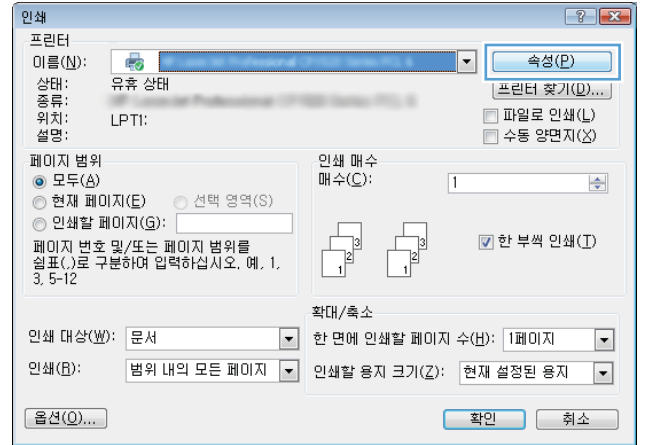 인쇄
프린터
이름(N):
속성(P)
상태: 유휴 상태
프린터 찾기(D)...
종류:
위치: LPT1:
파일로 인쇄(L)
설명:
수동 양면지(X)
페이지 범위
모두(A)
현재 페이지(E) 선택 영역(S)
인쇄할 페이지(G):
페이지 번호 및/또는 페이지 범위를
쉼표(,)로 구분하여 입력하십시오. 예, 1,
3, 5-12
인쇄 매수
매수(C): 1
3 3
2 2
1 1
한 부씩 인쇄(T)
인쇄 대상(W): 문서
인쇄(R): 범위 내의 모든 페이지
확대/축소
한 면에 인쇄할 페이지 수(H): 1페이지
인쇄할 용지 크기(Z): 현재 설정된 용지
옵션(O)...
확인 취소